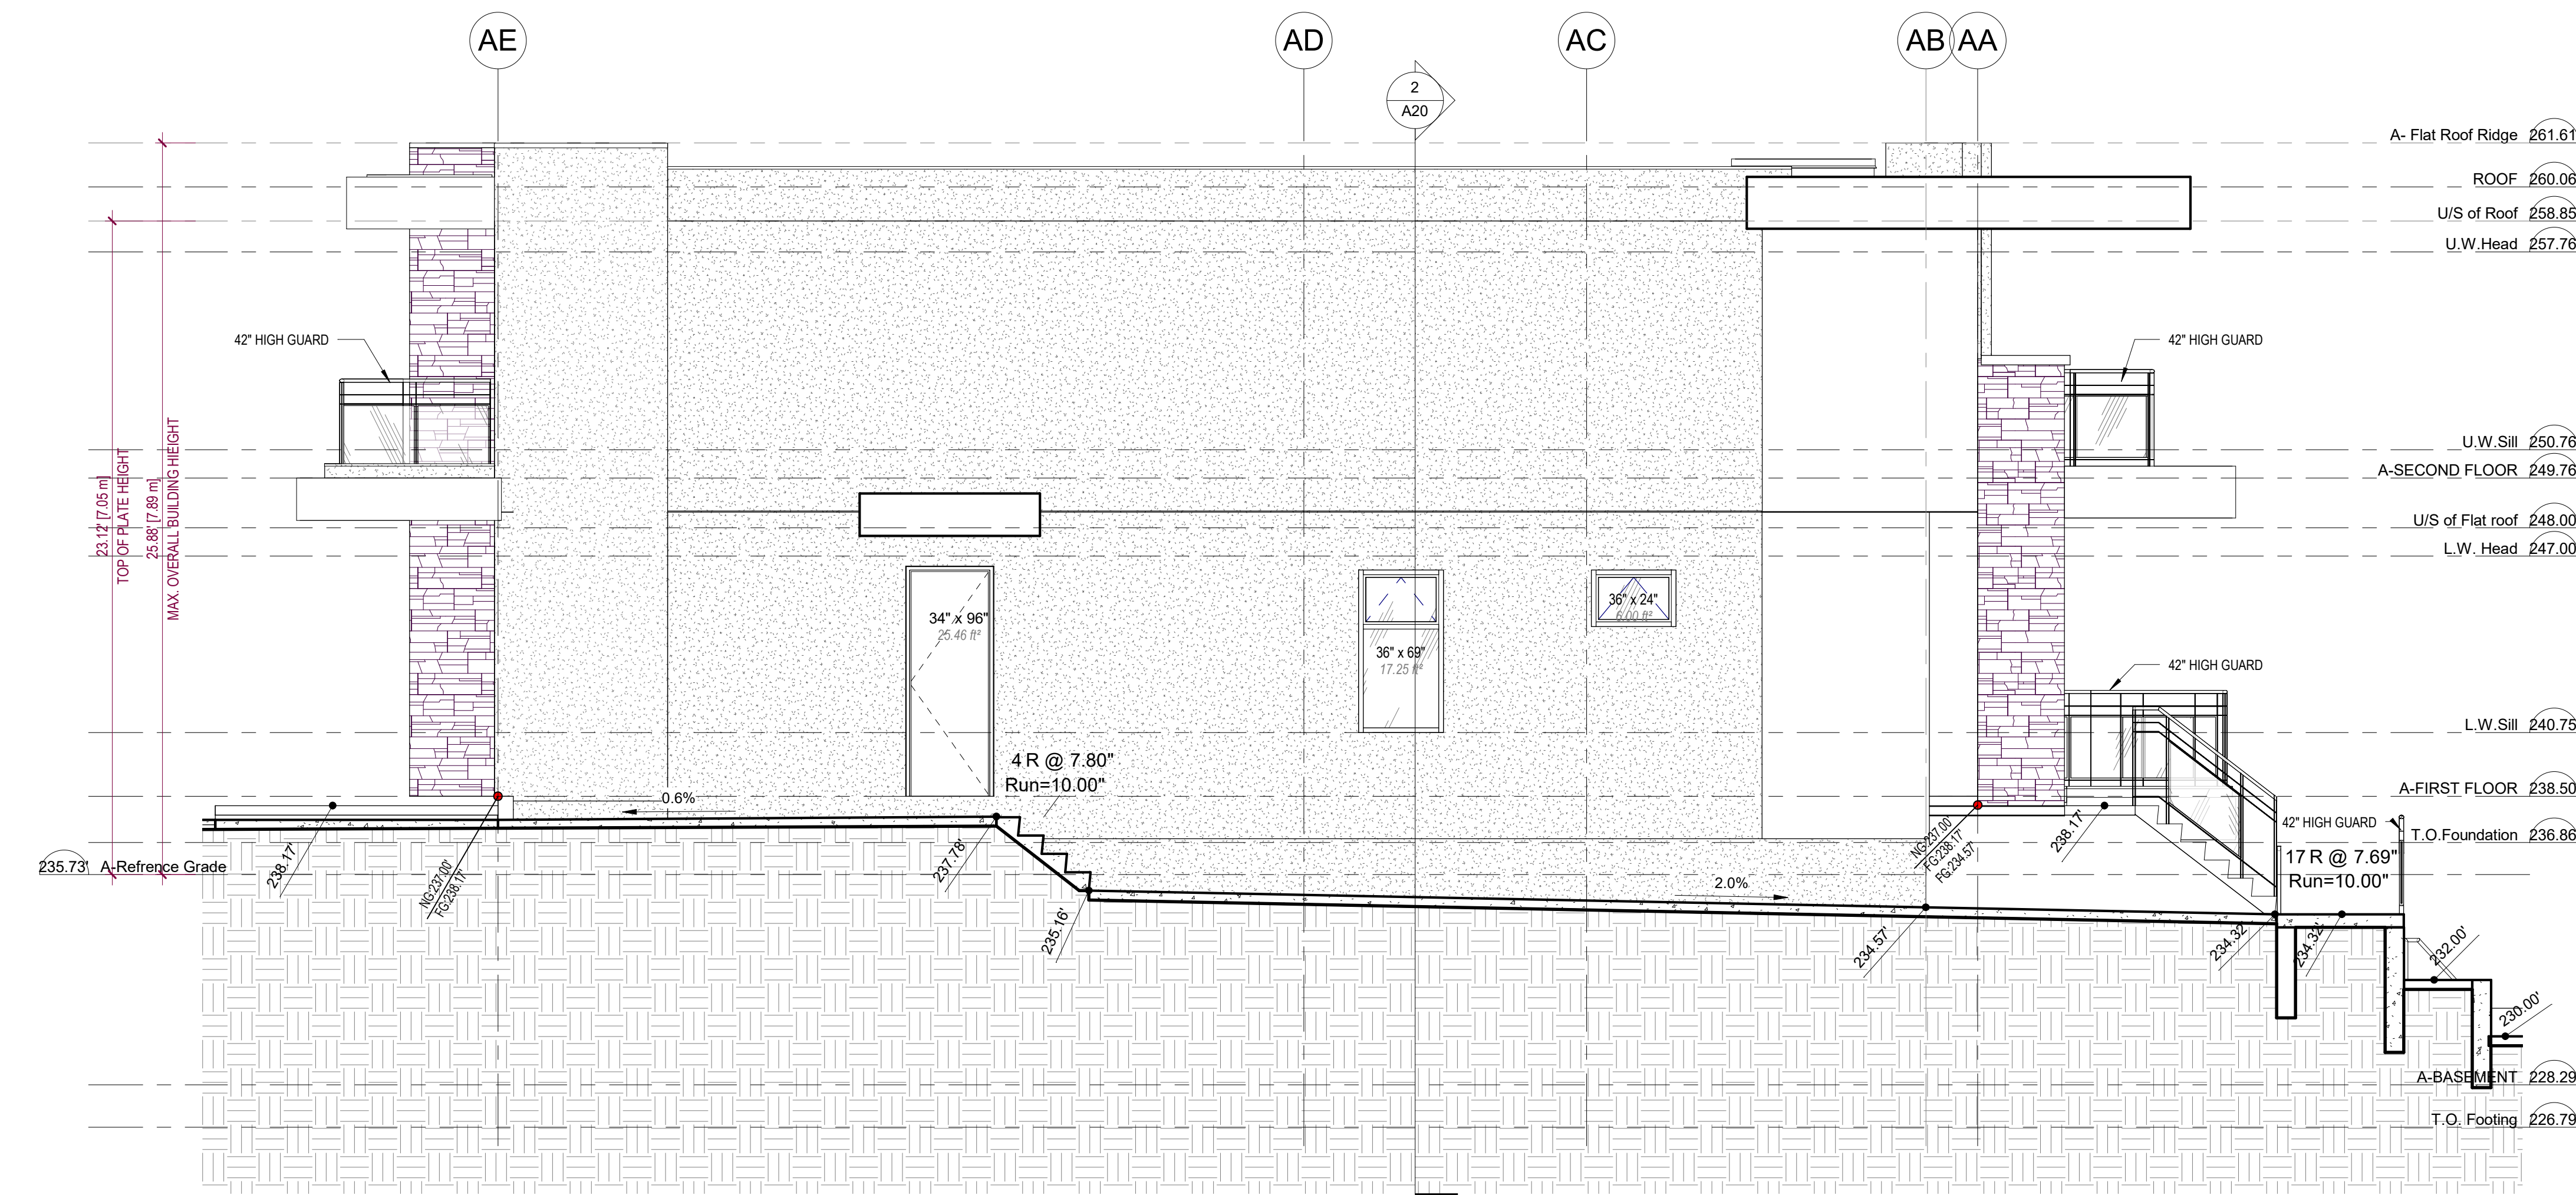 AE
AD
AC
AB
AA
2
A20
A- Flat Roof Ridge 261.61
ROOF 260.06
U/S of Roof 258.85
U.W.Head 257.76
42" HIGH GUARD
42" HIGH GUARD
U.W.Sill 250.76
A-SECOND FLOOR 249.76
U/S of Flat roof 248.00
L.W. Head 247.00
23.12' [7.05 m]
TOP OF PLATE HEIGHT
25.88' [7.89 m]
MAX. OVERALL BUILDING HIEIGHT
34" x 96"
25.46 ft²
36" x 69"
17.25 ft²
36" x 24"
6.00 ft²
42" HIGH GUARD
L.W.Sill 240.75
4 R @ 7.80"
Run=10.00"
A-FIRST FLOOR 238.50
0.6%
42" HIGH GUARD
T.O.Foundation 236.86
17 R @ 7.69"
Run=10.00"
235.73' A-Refrence Grade
238.17'
NG:237.00'
FG:238.17'
237.78'
235.16'
2.0%
NG:237.00'
FG:238.17'
FG:234.57'
238.17'
234.57'
234.32'
234.32'
232.00'
230.00'
A-BASEMENT 228.29
T.O. Footing 226.79